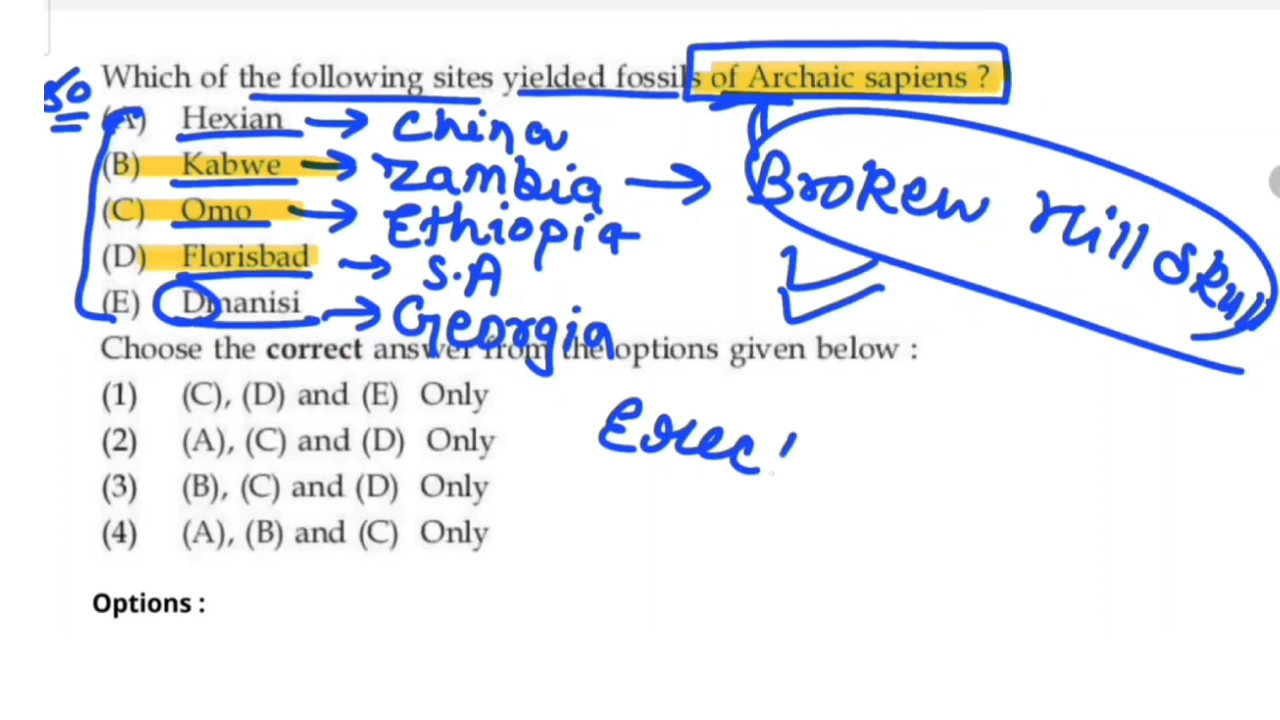 50
Which of the following sites yielded fossils of Archaic sapiens ?
(A) Hexian → China
(B) Kabwe → Zambia → Broken Hill Skull
(C) Omo → Ethiopia
(D) Florisbad → S.A
(E) Dmanisi → Georgia
Choose the correct answer from the options given below :
(1) (C), (D) and (E) Only
(2) (A), (C) and (D) Only
Erec
(3) (B), (C) and (D) Only
(4) (A), (B) and (C) Only
Options :